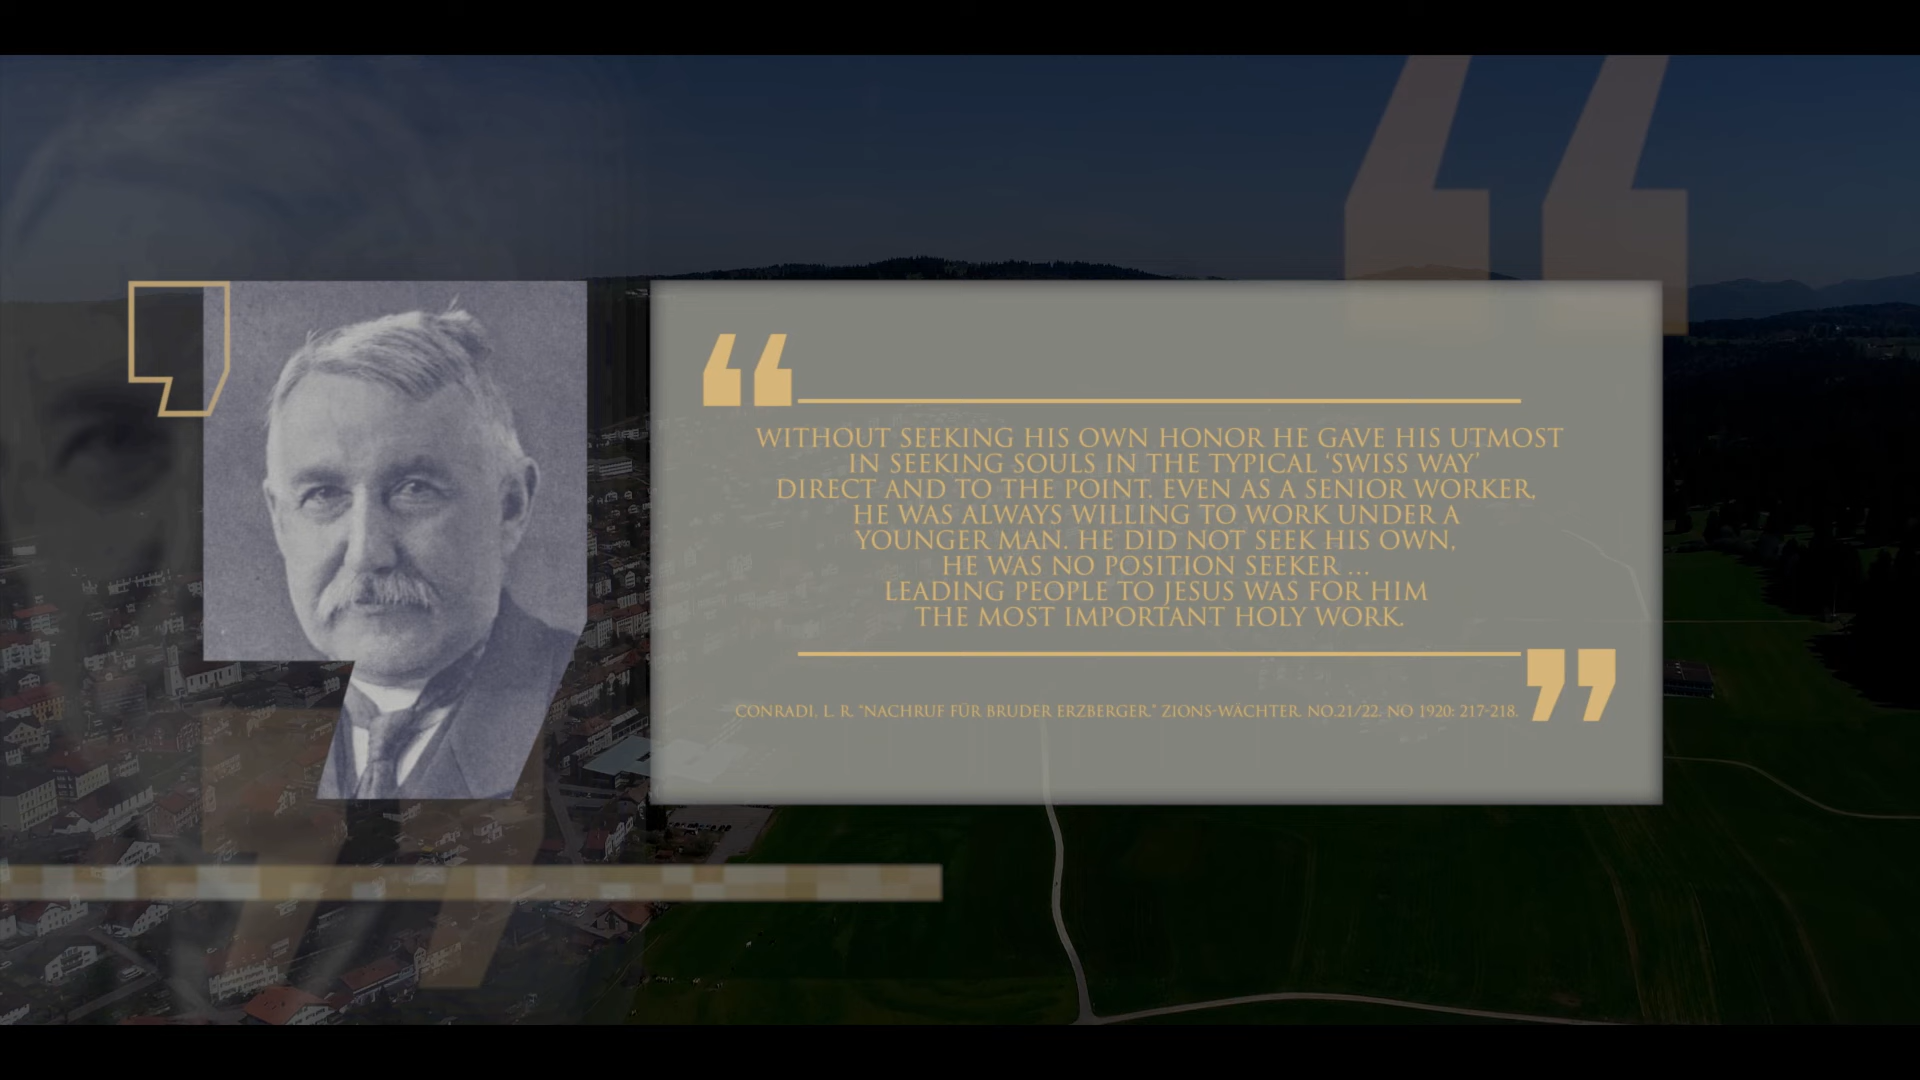 “
WITHOUT SEEKING HIS OWN HONOR HE GAVE HIS UTMOST
IN SEEKING SOULS IN THE TYPICAL ‘SWISS WAY’
DIRECT AND TO THE POINT. EVEN AS A SENIOR WORKER,
HE WAS ALWAYS WILLING TO WORK UNDER A
YOUNGER MAN. HE DID NOT SEEK HIS OWN,
HE WAS NO POSITION SEEKER ...
LEADING PEOPLE TO JESUS WAS FOR HIM
THE MOST IMPORTANT HOLY WORK.
”
CONRADI, L. R. "NACHRUF FÜR BRUDER ERZBERGER." ZIONS-WÄCHTER. NO.21/22. NO 1920: 217-218.